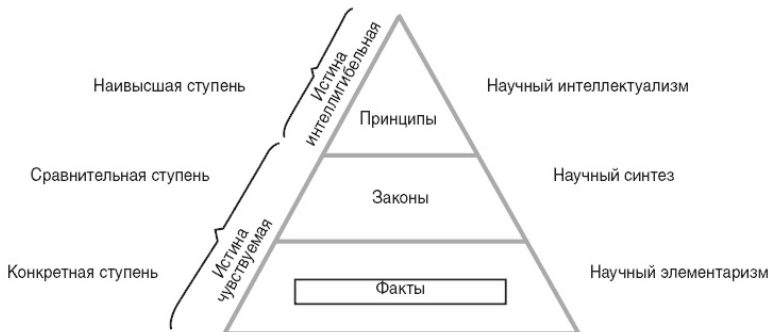 Наивысшая ступень
Истина
интеллигибельная
Принципы
Научный интеллектуализм
Сравнительная ступень
Законы
Научный синтез
Конкретная ступень
Истина
чувствуемая
Факты
Научный элементаризм